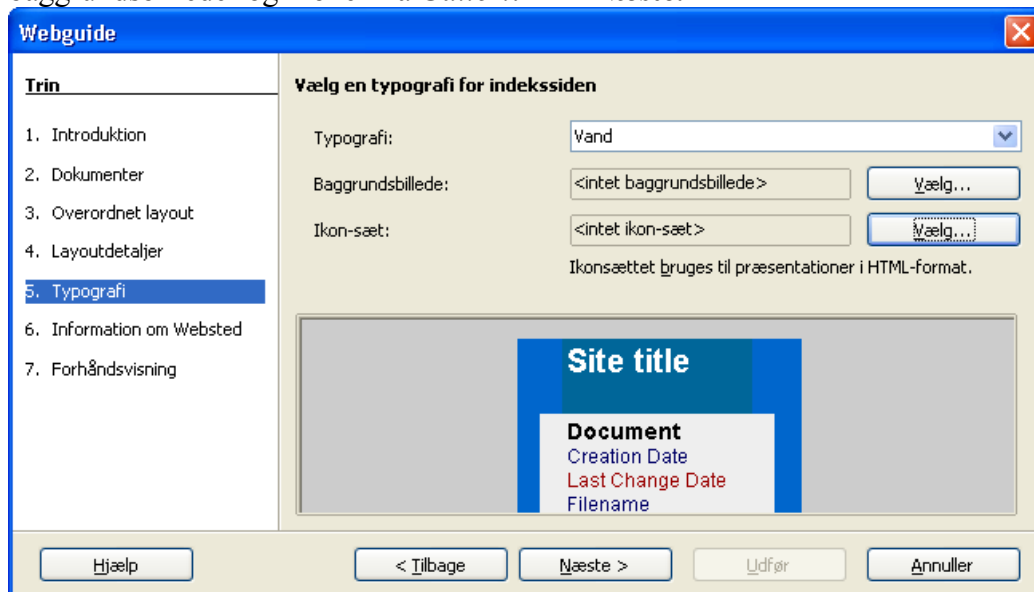 Webguide
Trin
1. Introduktion
2. Dokumenter
3. Overordnet layout
4. Layoutdetaljer
5. Typografi
6. Information om Websted
7. Forhåndsvisning
Vælg en typografi for indekssiden
Typografi: Vand
Baggrundsbillede: <intet baggrundsbillede> Vælg...
Ikon-sæt: <intet ikon-sæt> Vælg...
Ikonsættet bruges til præsentationer i HTML-format.
Site title
Document
Creation Date
Last Change Date
Filename
Hjælp < Tilbage Næste > Udfør Annuller